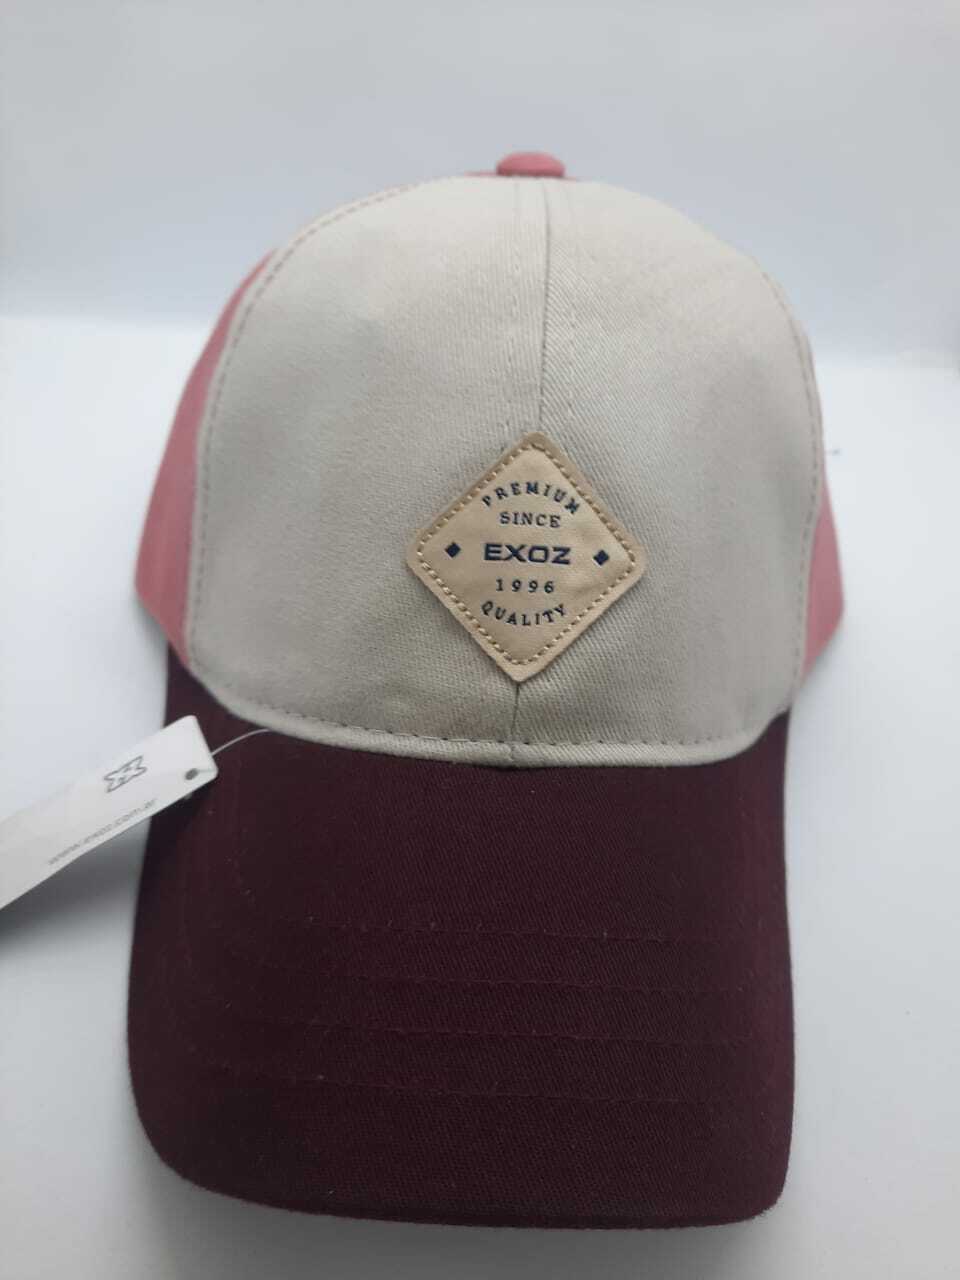 PREMIUM
SINCE
EXOZ
1996
QUALITY
www.exoz.com.ar